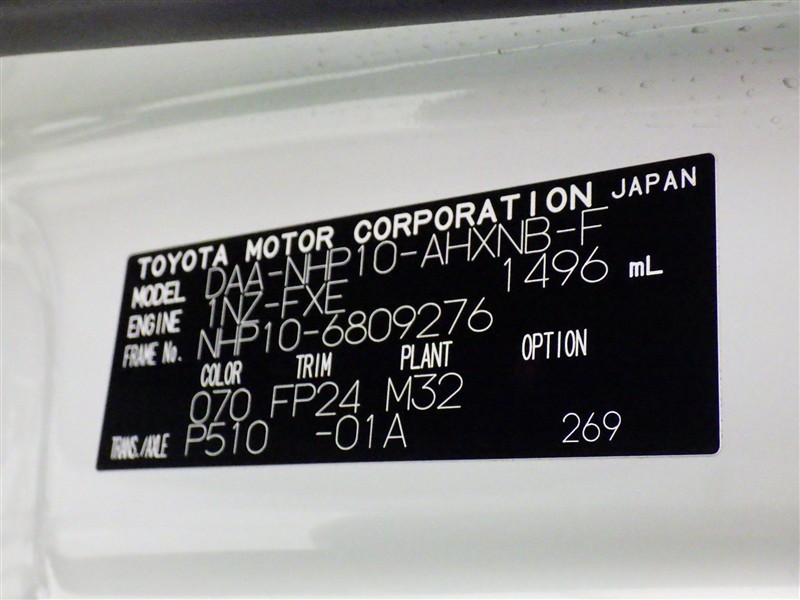 TOYOTA MOTOR CORPORATION JAPAN
MODEL DAA-NHP10-AHXNB-F
ENGINE 1NZ-FXE 1496 mL
FRAME No. NHP10-6809276
COLOR TRIM PLANT OPTION
070 FP24 M32
TRANS./AXLE P510 -01A 269